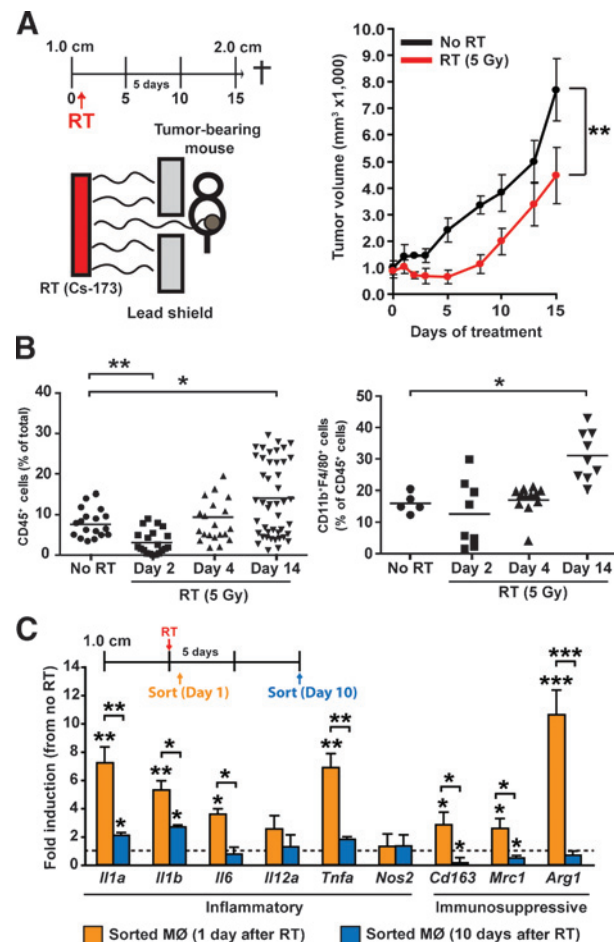 A
1.0 cm 2.0 cm
5 days
0 5 10 15
RT
Tumor-bearing
mouse
RT (Cs-173)
Lead shield
No RT
RT (5 Gy)
Tumor volume (mm³ x1,000)
9.0
8.0
7.0
6.0
5.0
4.0
3.0
2.0
1.0
0.0
**
0 5 10 15
Days of treatment
B
** 
*
CD45⁺ cells (% of total)
40
30
20
10
0
No RT Day 2 Day 4 Day 14
RT (5 Gy)
*
CD11b⁺F4/80⁺ cells
(% of CD45⁺ cells)
50
40
30
20
10
0
No RT Day 2 Day 4 Day 14
RT (5 Gy)
C
RT
1.0 cm 5 days
Sort (Day 1) Sort (Day 10)
Fold induction (from no RT)
14
12
10
8
6
4
2
0
** ** *
* ** *
* *
** **
* * *
* * *
*** ***
Il1a Il1b Il6 Il12a Tnfa Nos2 Cd163 Mrc1 Arg1
Inflammatory Immunosuppressive
Sorted MØ (1 day after RT) Sorted MØ (10 days after RT)